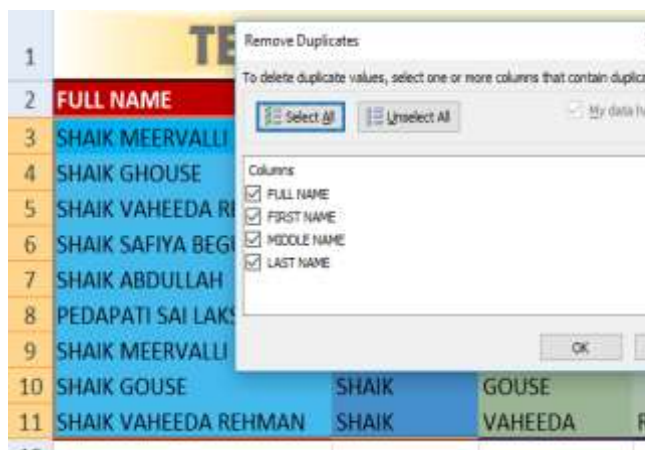 1 TE
2 FULL NAME
3 SHAIK MEERVALLI
4 SHAIK GHOUSE
5 SHAIK VAHEEDA R
6 SHAIK SAFIYA BEG
7 SHAIK ABDULLAH
8 PEDAPATI SAI LAK
9 SHAIK MEERVALLI
10 SHAIK GOUSE SHAIK GOUSE
11 SHAIK VAHEEDA REHMAN SHAIK VAHEEDA R
Remove Duplicates
To delete duplicate values, select one or more columns that contain duplica
Select All Unselect All My data h
Columns
FULL NAME
FIRST NAME
MIDDLE NAME
LAST NAME
OK